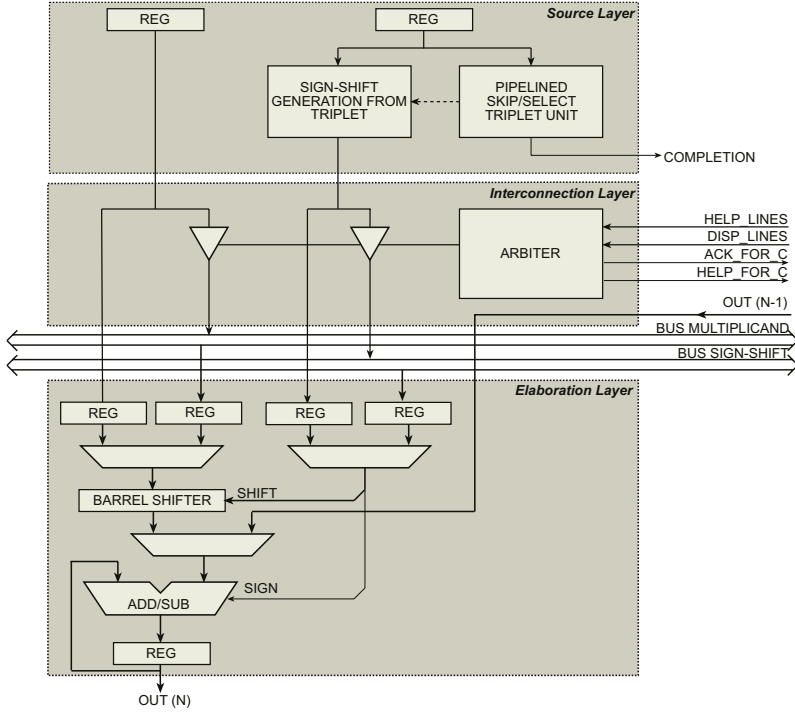 Source Layer
REG
REG
SIGN-SHIFT
GENERATION FROM
TRIPLET
PIPELINED
SKIP/SELECT
TRIPLET UNIT
COMPLETION
Interconnection Layer
ARBITER
HELP_LINES
DISP_LINES
ACK_FOR_C
HELP_FOR_C
OUT (N-1)
BUS MULTIPLICAND
BUS SIGN-SHIFT
Elaboration Layer
REG
REG
REG
REG
BARREL SHIFTER
SHIFT
ADD/SUB
SIGN
REG
OUT (N)